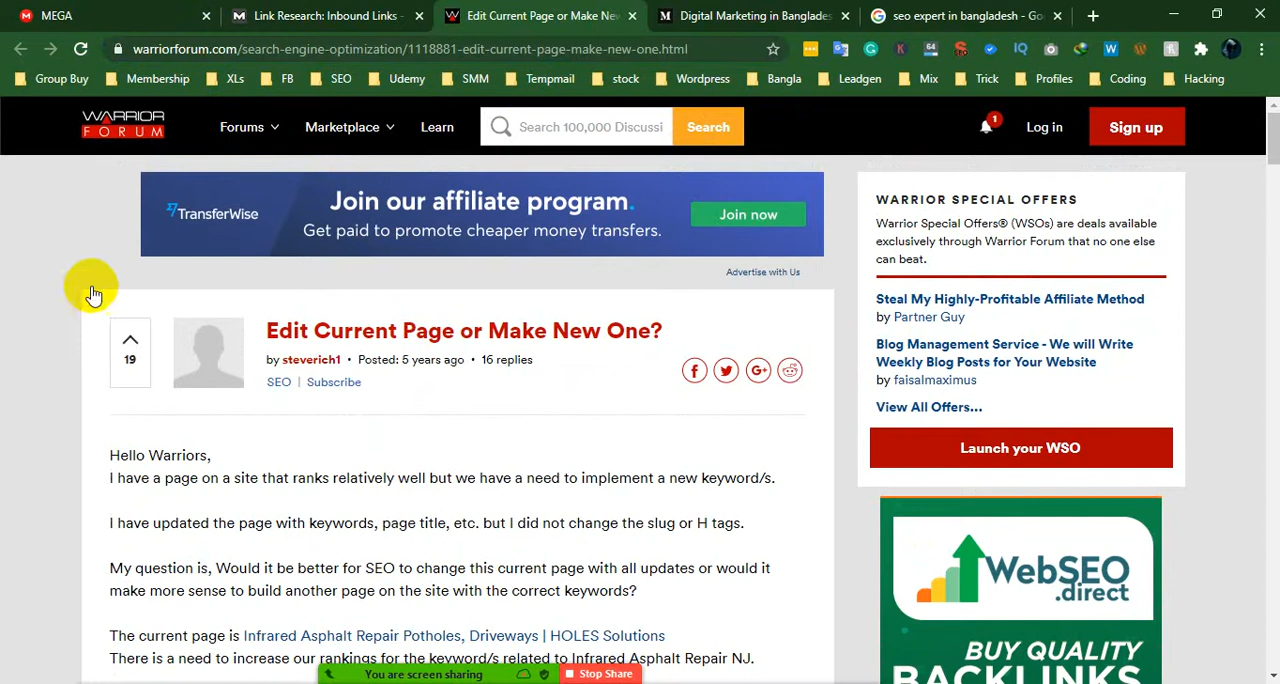 MEGA
Link Research: Inbound Links -
Edit Current Page or Make New
Digital Marketing in Banglades
seo expert in bangladesh - Go
warriorforum.com/search-engine-optimization/1118881-edit-current-page-make-new-one.html
64
IQ
W
Group Buy
Membership
XLs
FB
SEO
Udemy
SMM
Tempmail
stock
Wordpress
Bangla
Leadgen
Mix
Trick
Profiles
Coding
Hacking
WARRIOR
FORUM
Forums
Marketplace
Learn
Search 100,000 Discussi
Search
1
Log in
Sign up
TransferWise
Join our affiliate program.
Get paid to promote cheaper money transfers.
Join now
Advertise with Us
19
Edit Current Page or Make New One?
by steverich1 • Posted: 5 years ago • 16 replies
SEO | Subscribe
Hello Warriors,
I have a page on a site that ranks relatively well but we have a need to implement a new keyword/s.
I have updated the page with keywords, page title, etc. but I did not change the slug or H tags.
My question is, Would it be better for SEO to change this current page with all updates or would it
make more sense to build another page on the site with the correct keywords?
The current page is Infrared Asphalt Repair Potholes, Driveways | HOLES Solutions
There is a need to increase our rankings for the keyword/s related to Infrared Asphalt Repair NJ.
WARRIOR SPECIAL OFFERS
Warrior Special Offers® (WSOs) are deals available
exclusively through Warrior Forum that no one else
can beat.
Steal My Highly-Profitable Affiliate Method
by Partner Guy
Blog Management Service - We will Write
Weekly Blog Posts for Your Website
by faisalmaximus
View All Offers...
Launch your WSO
WebSEO
.direct
BUY QUALITY
BACKLINKS
You are screen sharing
Stop Share